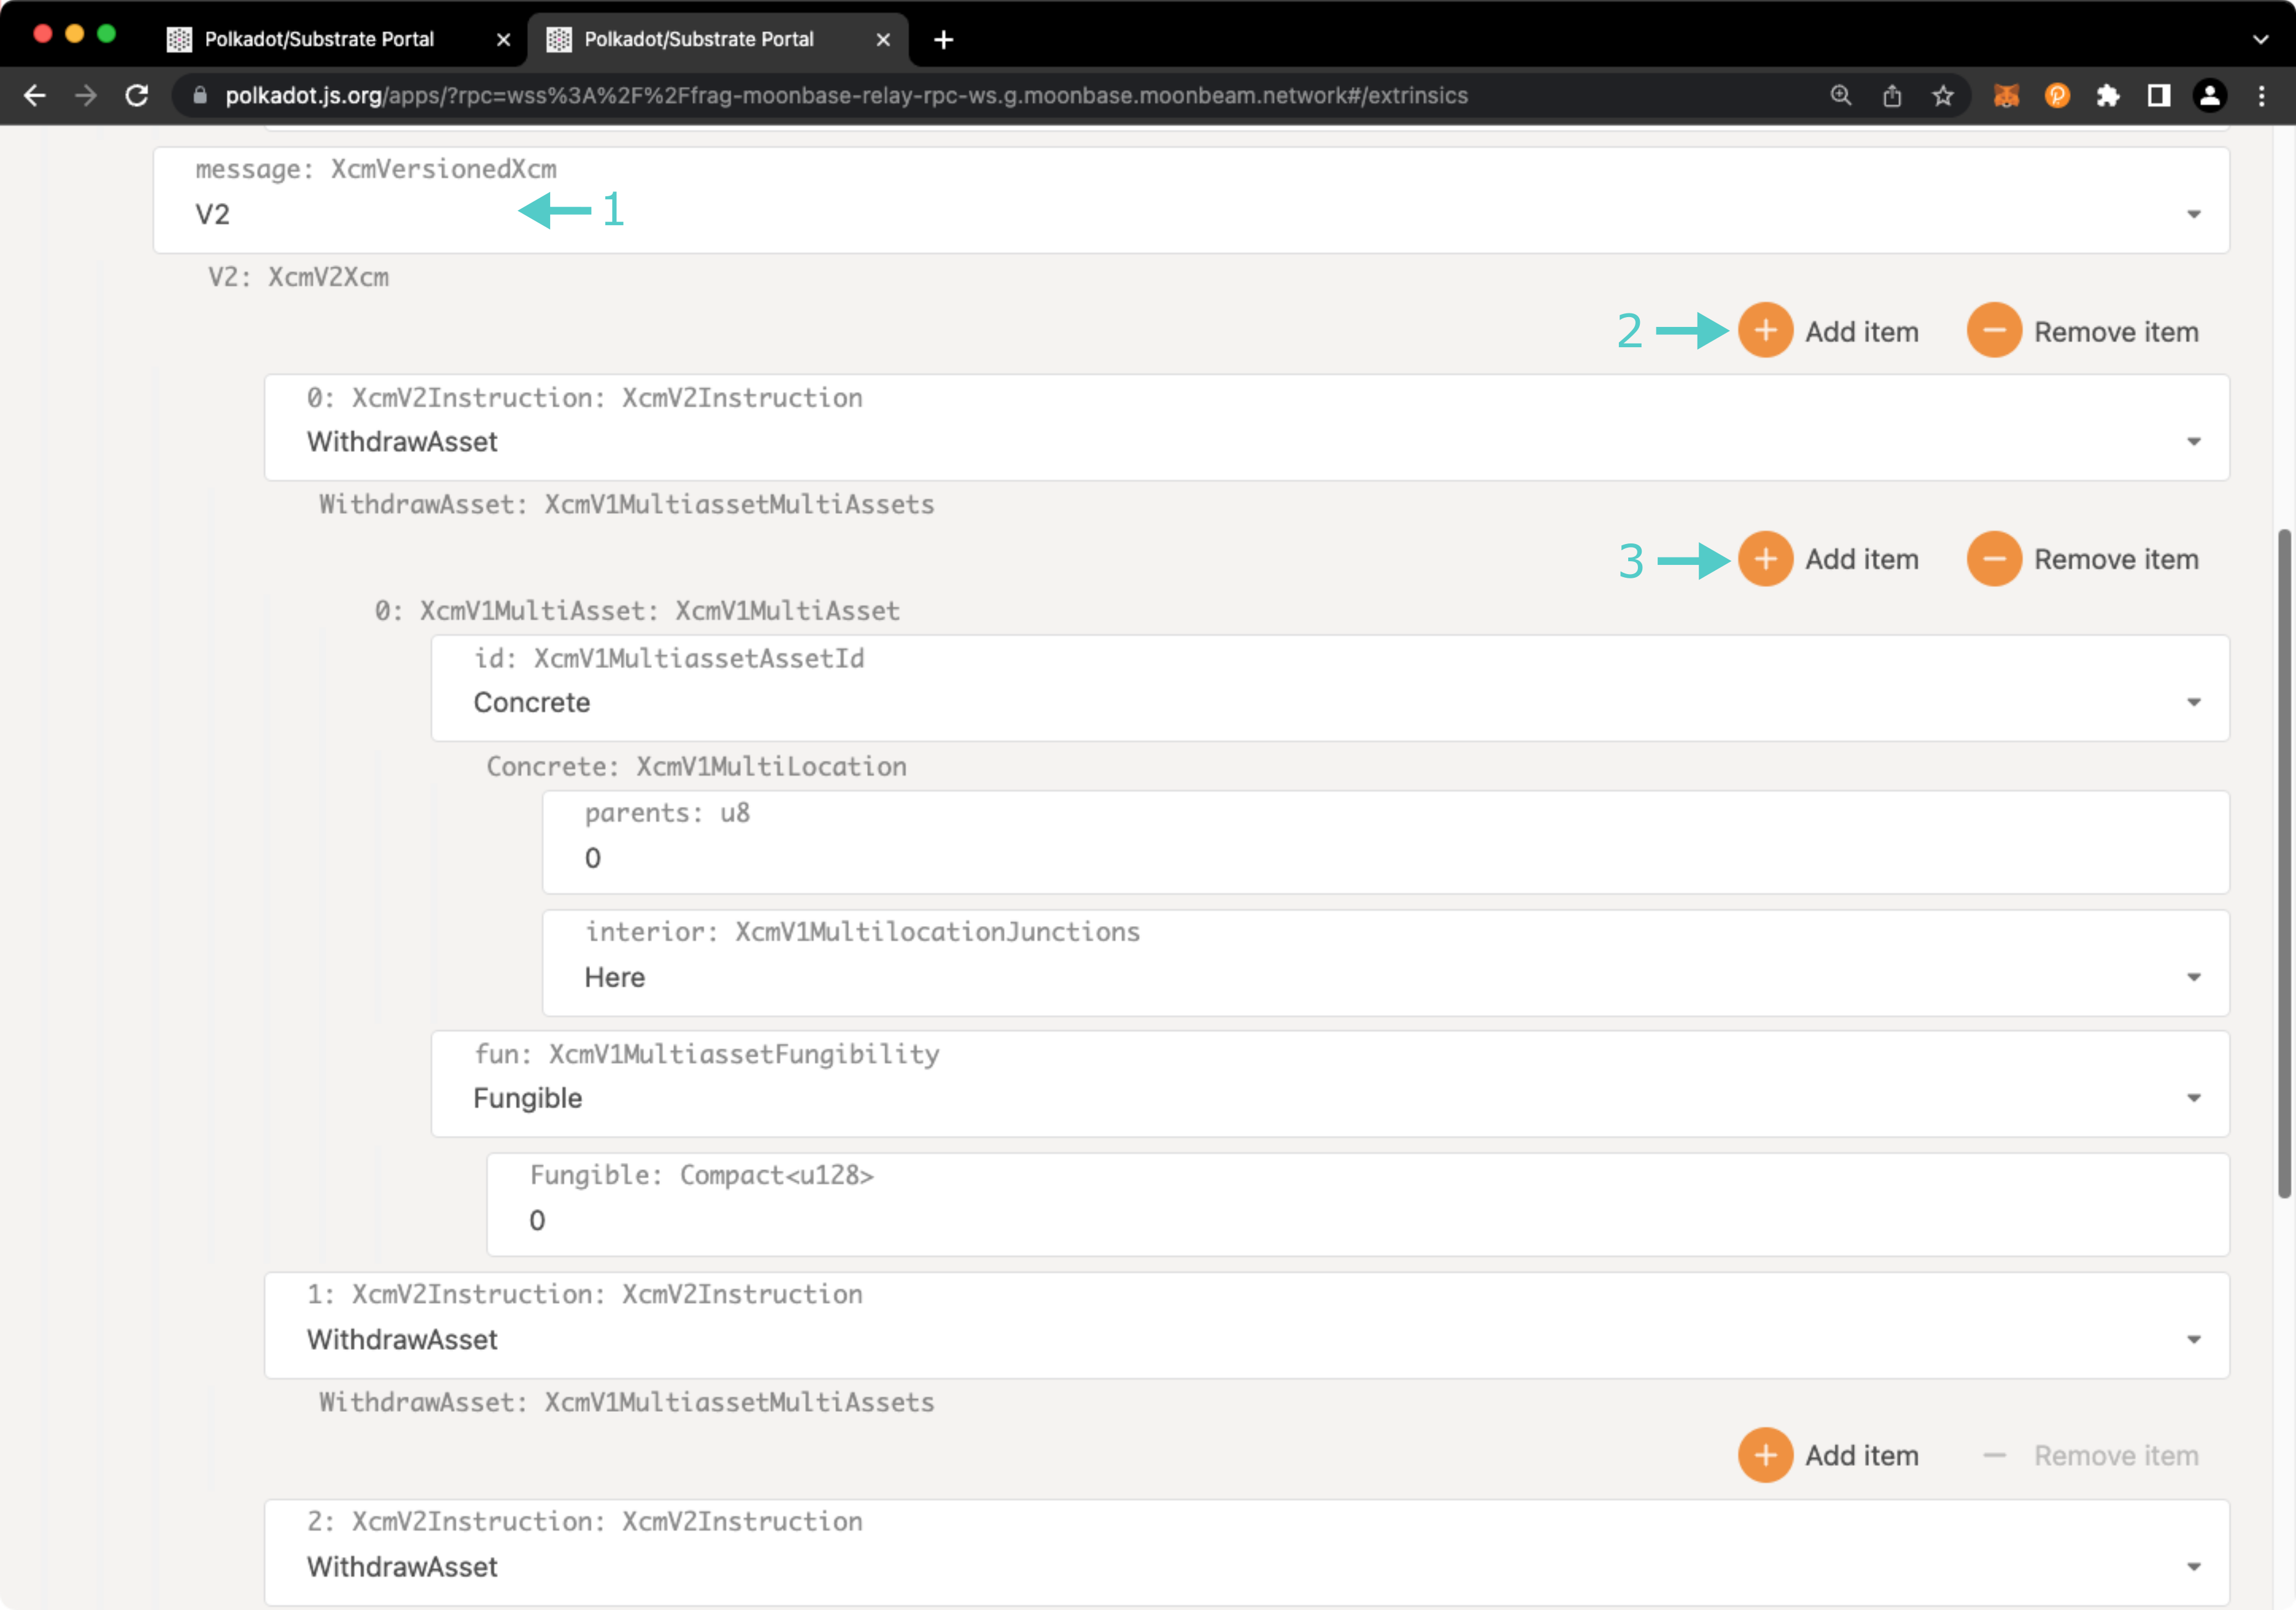 Polkadot/Substrate Portal
Polkadot/Substrate Portal
polkadot.js.org/apps/?rpc=wss%3A%2F%2Ffrag-moonbase-relay-rpc-ws.g.moonbase.moonbeam.network#/extrinsics
message: XcmVersionedXcm
V2
1
V2: XcmV2Xcm
2 Add item Remove item
0: XcmV2Instruction: XcmV2Instruction
WithdrawAsset
WithdrawAsset: XcmV1MultiassetMultiAssets
3 Add item Remove item
0: XcmV1MultiAsset: XcmV1MultiAsset
id: XcmV1MultiassetAssetId
Concrete
Concrete: XcmV1MultiLocation
parents: u8
0
interior: XcmV1MultilocationJunctions
Here
fun: XcmV1MultiassetFungibility
Fungible
Fungible: Compact<u128>
0
1: XcmV2Instruction: XcmV2Instruction
WithdrawAsset
WithdrawAsset: XcmV1MultiassetMultiAssets
Add item Remove item
2: XcmV2Instruction: XcmV2Instruction
WithdrawAsset